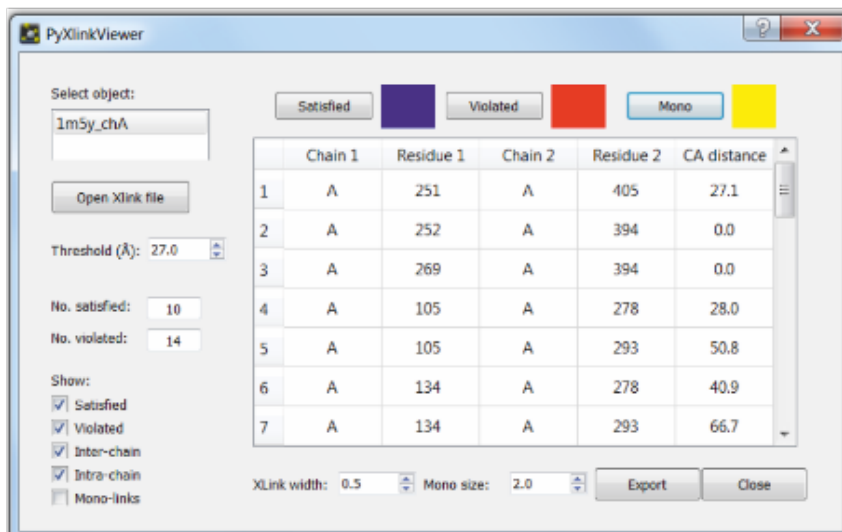 PyXlinkViewer
Select object:
1m5y_chA
Open Xlink file
Threshold (Å): 27.0
No. satisfied: 10
No. violated: 14
Show:
Satisfied
Violated
Inter-chain
Intra-chain
Mono-links
Satisfied Violated Mono
Chain 1 Residue 1 Chain 2 Residue 2 CA distance
1 A 251 A 405 27.1
2 A 252 A 394 0.0
3 A 269 A 394 0.0
4 A 105 A 278 28.0
5 A 105 A 293 50.8
6 A 134 A 278 40.9
7 A 134 A 293 66.7
XLink width: 0.5 Mono size: 2.0 Export Close